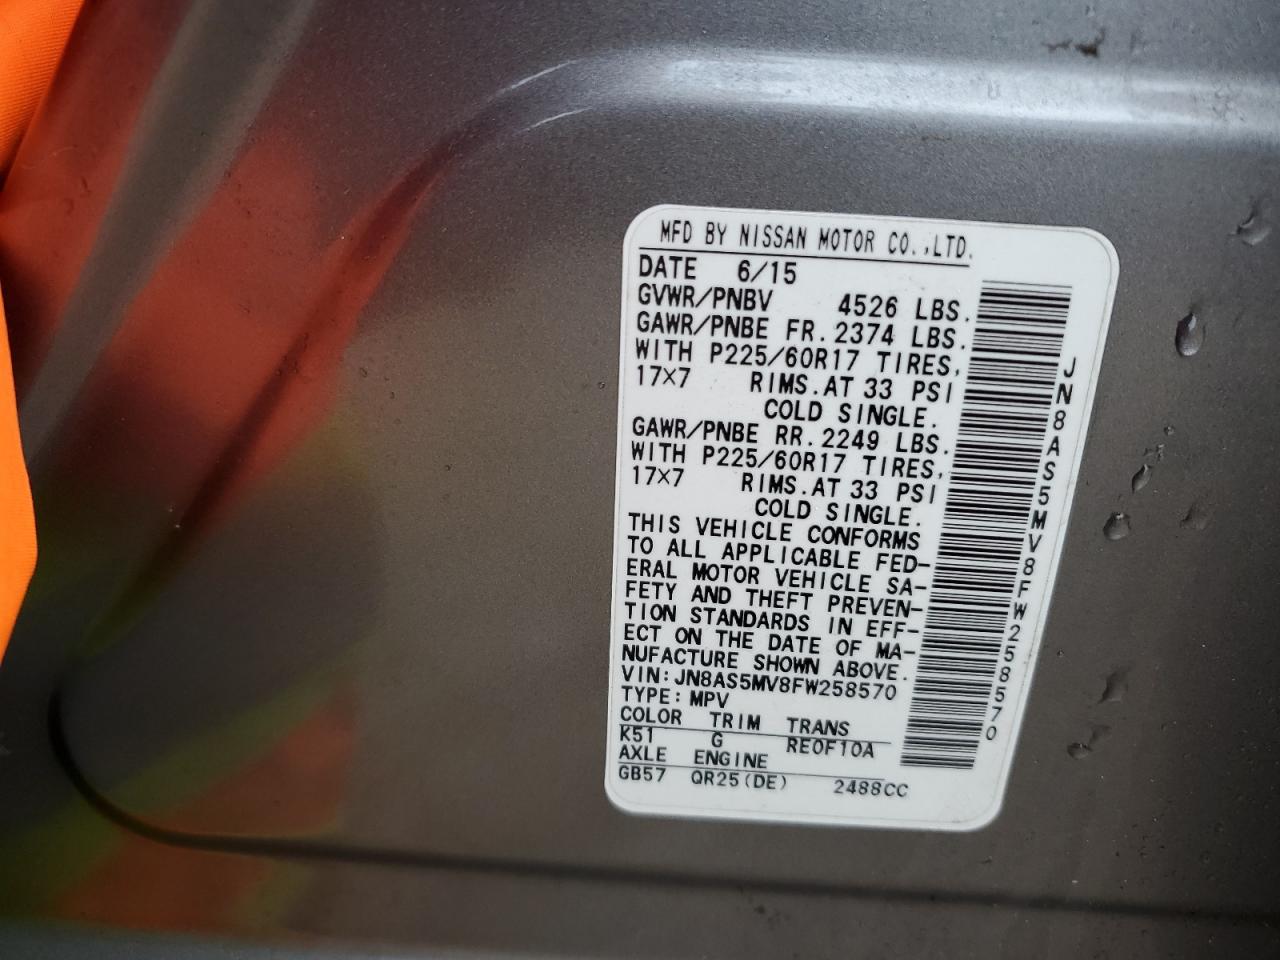 MFD BY NISSAN MOTOR CO.,LTD.
DATE 6/15
GVWR/PNBV 4526 LBS.
GAWR/PNBE FR. 2374 LBS.
WITH P225/60R17 TIRES,
17×7 RIMS.AT 33 PSI
COLD SINGLE.
GAWR/PNBE RR. 2249 LBS.
WITH P225/60R17 TIRES,
17×7 RIMS.AT 33 PSI
COLD SINGLE.
THIS VEHICLE CONFORMS
TO ALL APPLICABLE FED-
ERAL MOTOR VEHICLE SA-
FETY AND THEFT PREVEN-
TION STANDARDS IN EFF-
ECT ON THE DATE OF MA-
NUFACTURE SHOWN ABOVE.
VIN:JN8AS5MV8FW258570
TYPE:MPV
COLOR TRIM TRANS
K51 G RE0F10A
AXLE ENGINE
GB57 QR25(DE) 2488CC
JN8AS5MV8FW258570